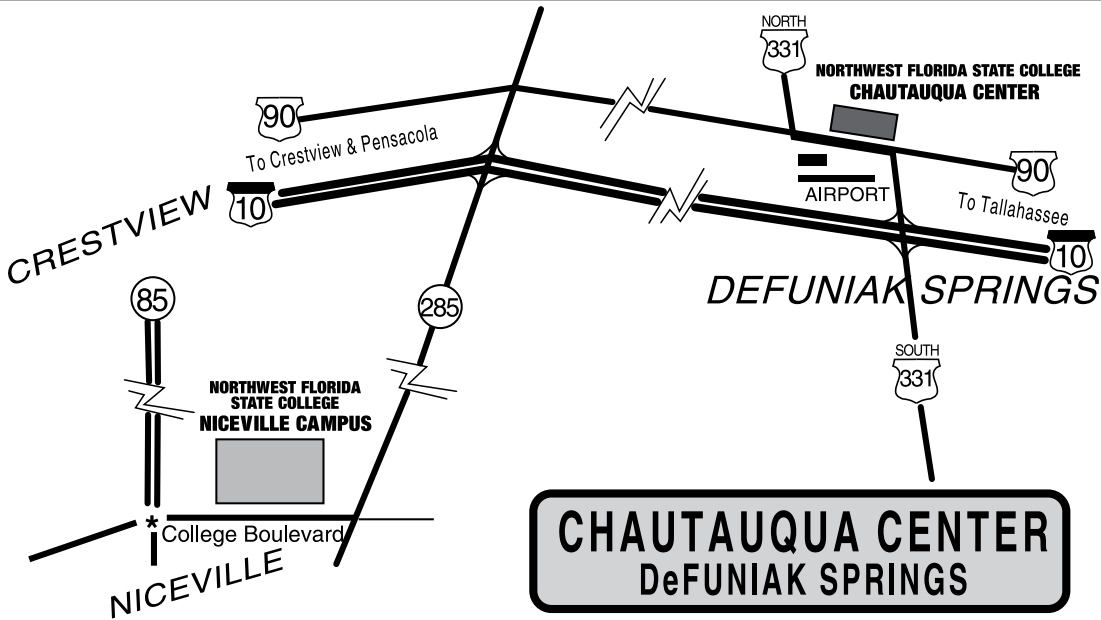 NORTH
331
NORTHWEST FLORIDA STATE COLLEGE
CHAUTAUQUA CENTER
90
To Crestview & Pensacola
90
AIRPORT
To Tallahassee
10
CRESTVIEW
10
DEFUNIAK SPRINGS
85
285
SOUTH
331
NORTHWEST FLORIDA
STATE COLLEGE
NICEVILLE CAMPUS
*
College Boulevard
NICEVILLE
CHAUTAUQUA CENTER
DeFUNIAK SPRINGS